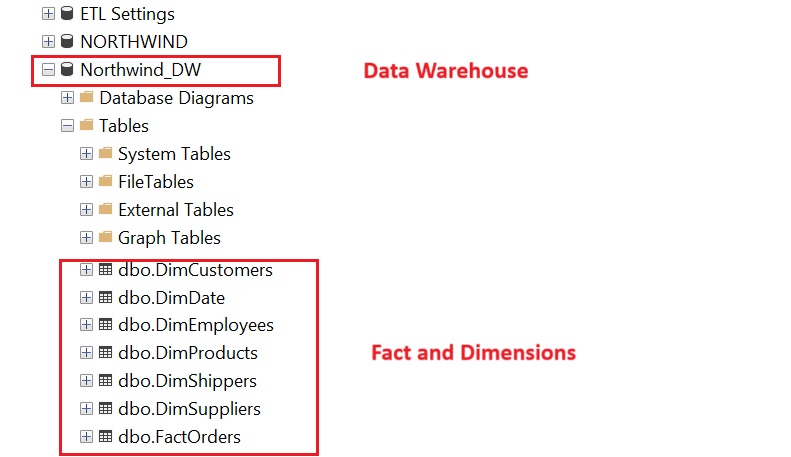 ETL Settings
NORTHWIND
Northwind_DW
Data Warehouse
Database Diagrams
Tables
System Tables
FileTables
External Tables
Graph Tables
dbo.DimCustomers
dbo.DimDate
dbo.DimEmployees
dbo.DimProducts
Fact and Dimensions
dbo.DimShippers
dbo.DimSuppliers
dbo.FactOrders